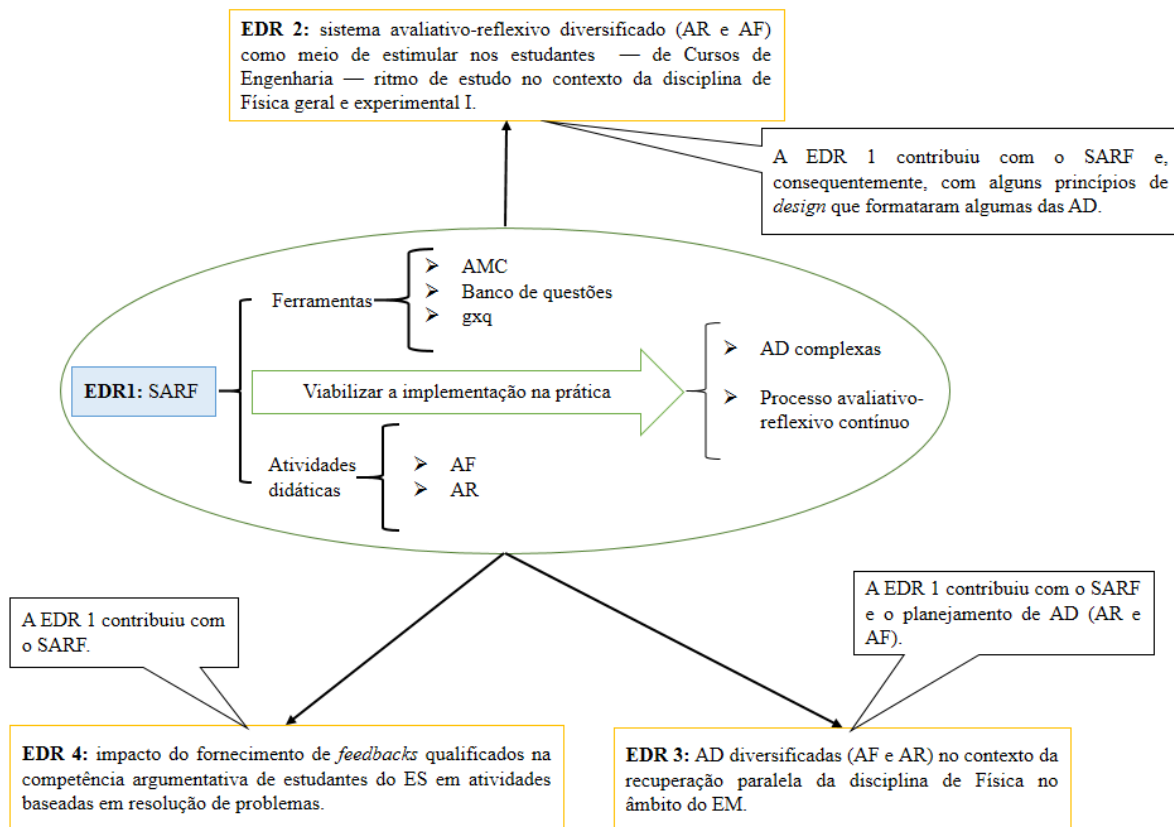 EDR 2: sistema avaliativo-reflexivo diversificado (AR e AF)
como meio de estimular nos estudantes — de Cursos de
Engenharia — ritmo de estudo no contexto da disciplina de
Física geral e experimental I.
A EDR 1 contribuiu com o SARF e,
consequentemente, com alguns princípios de
design que formataram algumas das AD.
Ferramentas
➢ AMC
➢ Banco de questões
➢ gxq
EDR1: SARF
Viabilizar a implementação na prática
➢ AD complexas
➢ Processo avaliativo-
reflexivo contínuo
Atividades
didáticas
➢ AF
➢ AR
A EDR 1 contribuiu com
o SARF.
A EDR 1 contribuiu com o SARF
e o planejamento de AD (AR e
AF).
EDR 4: impacto do fornecimento de feedbacks qualificados na
competência argumentativa de estudantes do ES em atividades
baseadas em resolução de problemas.
EDR 3: AD diversificadas (AF e AR) no contexto da
recuperação paralela da disciplina de Física no
âmbito do EM.